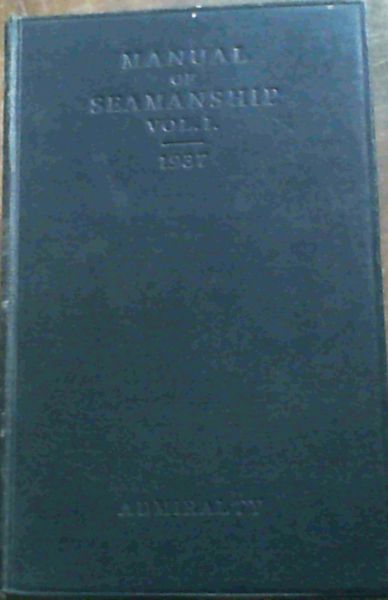 MANUAL
OF
SEAMANSHIP
VOL. I.
1937
ADMIRALTY